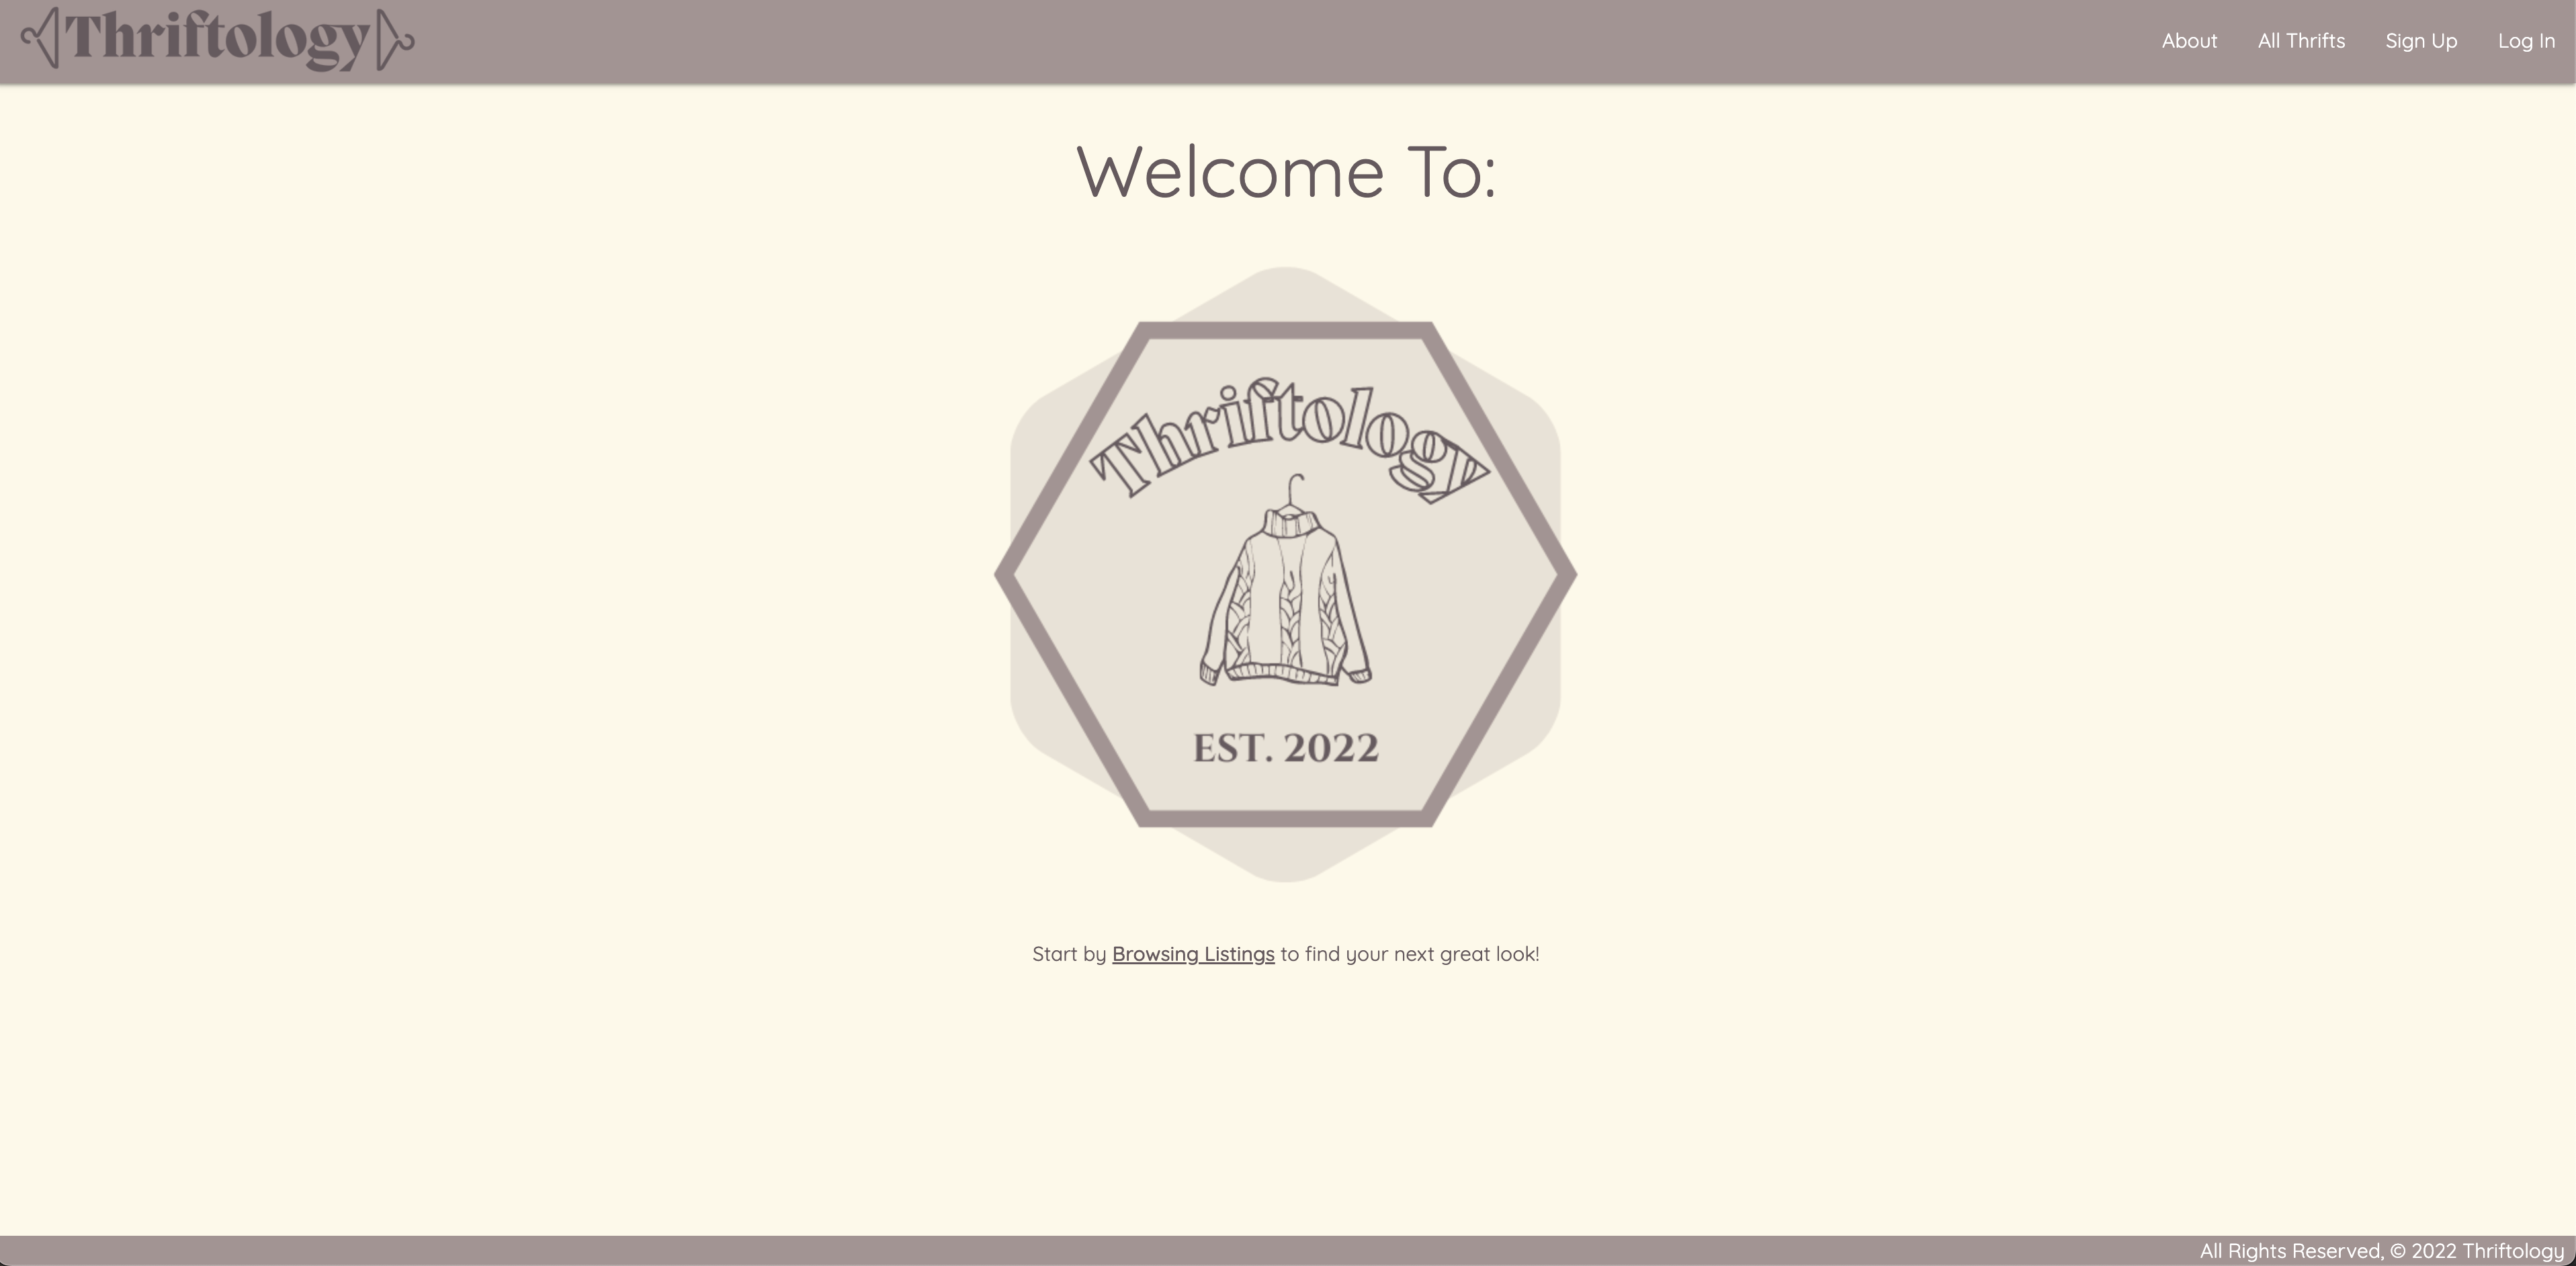 Thriftology
About
All Thrifts
Sign Up
Log In
Welcome To:
Thriftology
EST. 2022
Start by Browsing Listings to find your next great look!
All Rights Reserved, © 2022 Thriftology